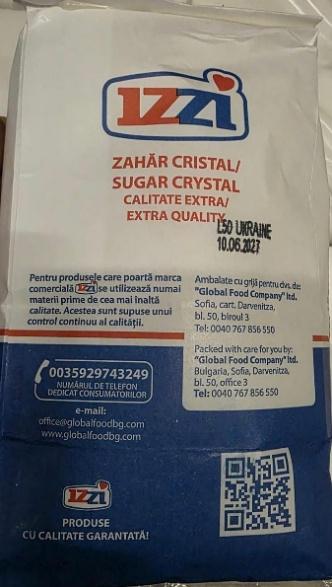 IZZI
ZAHĂR CRISTAL/
SUGAR CRYSTAL
CALITATE EXTRA/
EXTRA QUALITY
L50 UKRAINE
10.06.2027
Pentru produsele care poartă marca
comercială IZZI se utilizează numai
materii prime de cea mai înaltă
calitate. Acestea sunt supuse unui
control continuu al calității.
Ambalate cu grijă pentru dvs. de:
"Global Food Company" ltd.
Sofia, cart. Darvenitza,
bl. 50, biroul 3
Tel: 0040 767 856 550
Packed with care for you by:
"Global Food Company" ltd.
Bulgaria, Sofia, Darvenitza,
bl. 50, office 3
Tel: 0040 767 856 550
0035929743249
NUMĂRUL DE TELEFON
DEDICAT CONSUMATORILOR
e-mail:
office@globalfoodbg.com
www.globalfoodbg.com
IZZI
PRODUSE
CU CALITATE GARANTATĂ!